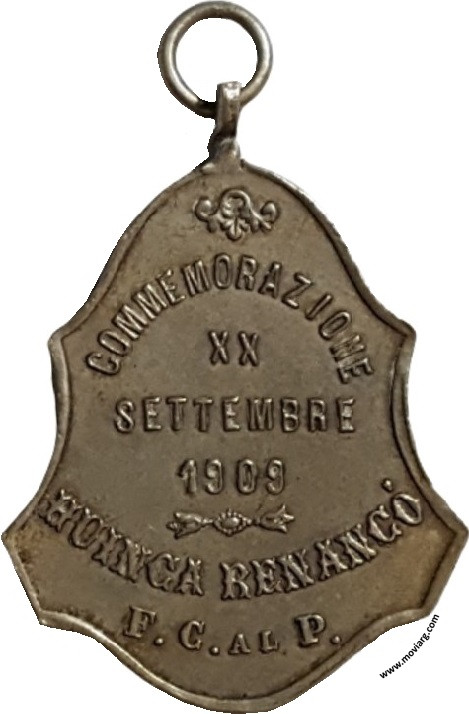 COMMEMORAZIONE
XX
SETTEMBRE
1909
HUINCA RENANCÓ
F. C. AL P.
www.moviarg.com